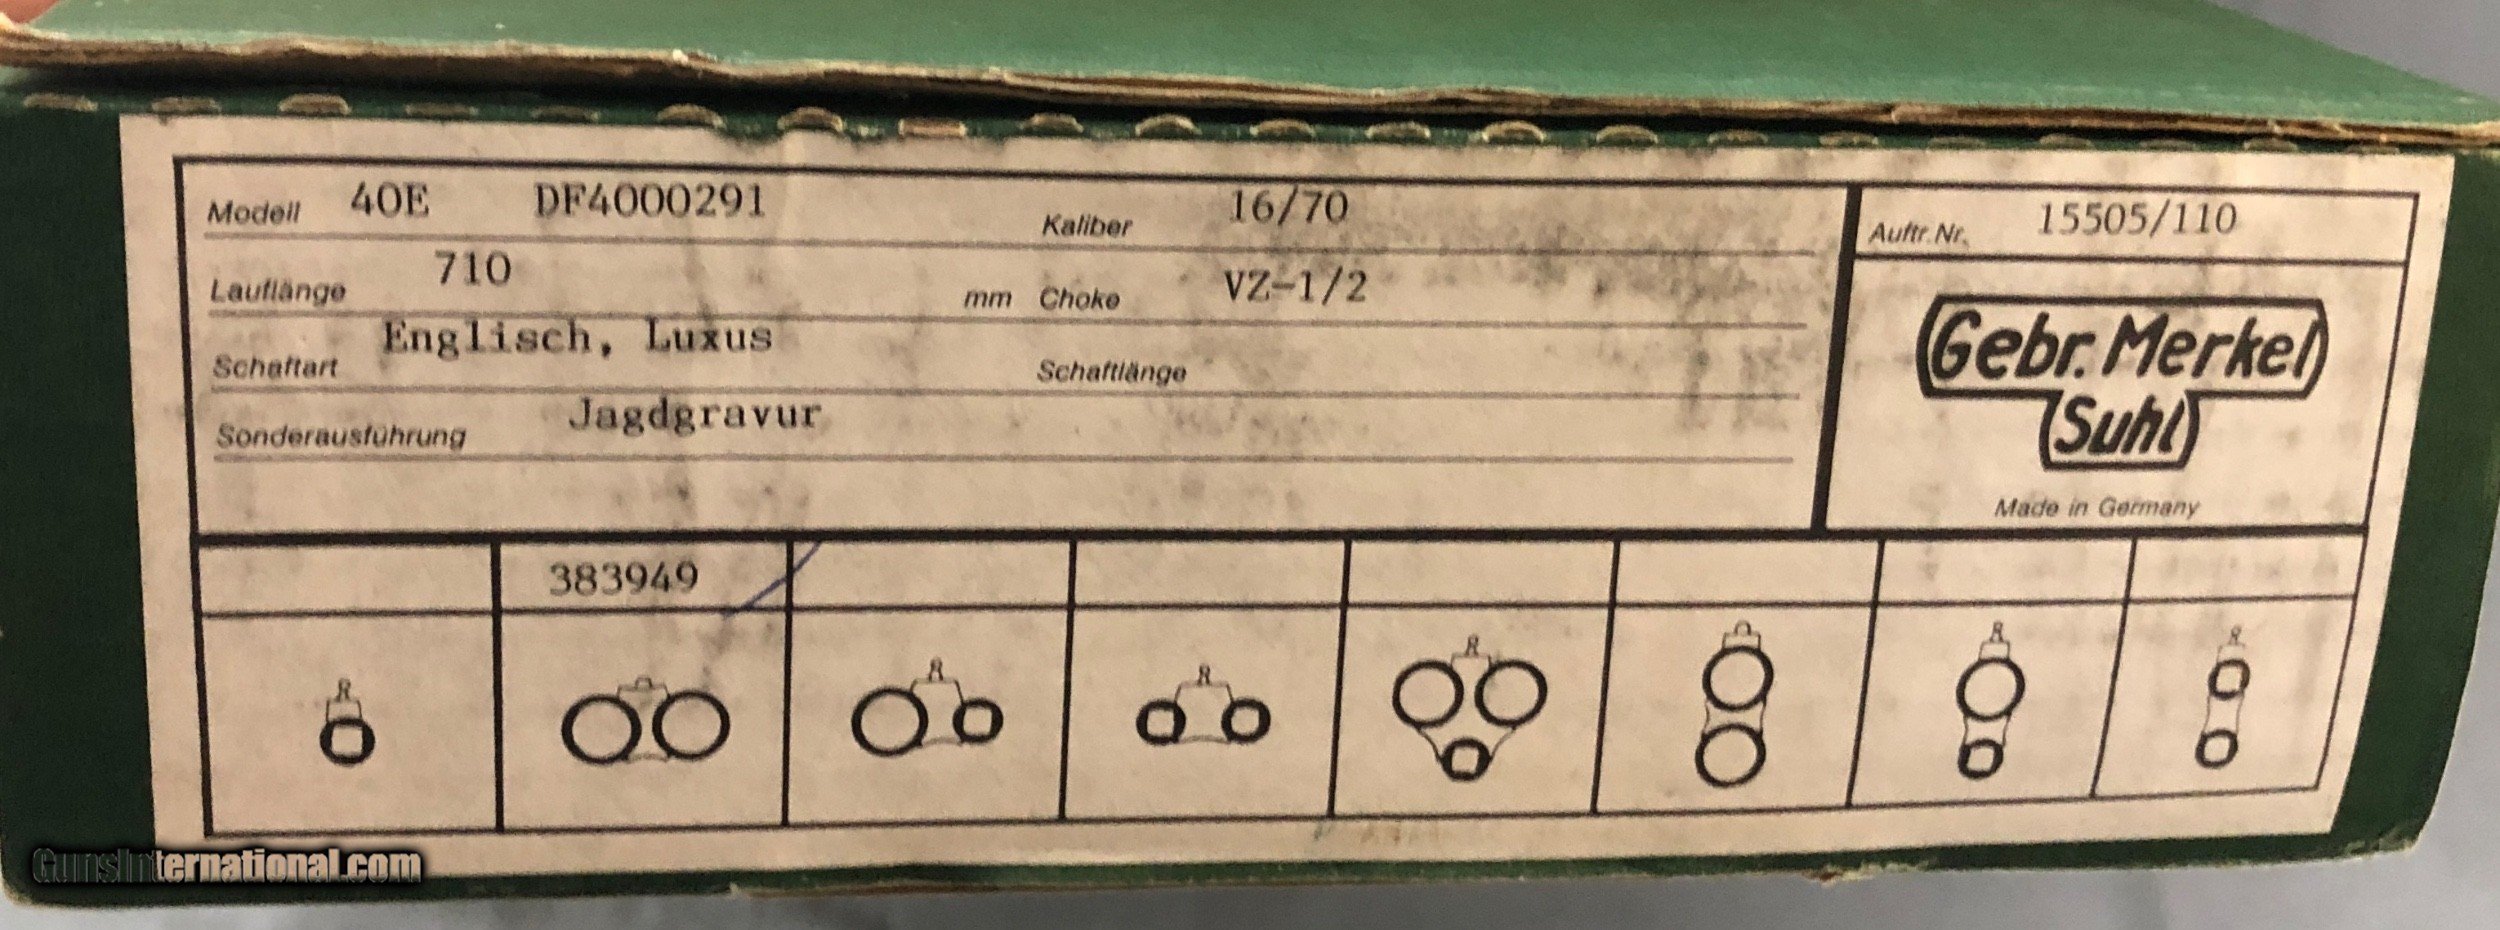 Modell 40E DF4000291 Kaliber 16/70 Auftr.Nr. 15505/110
Lauflänge 710 mm Choke VZ-1/2
Schaftart Englisch, Luxus Schaftlänge
Sonderausführung Jagdgravur
Gebr. Merkel
Suhl
Made in Germany
383949
R R R R R R
GunsInternational.com